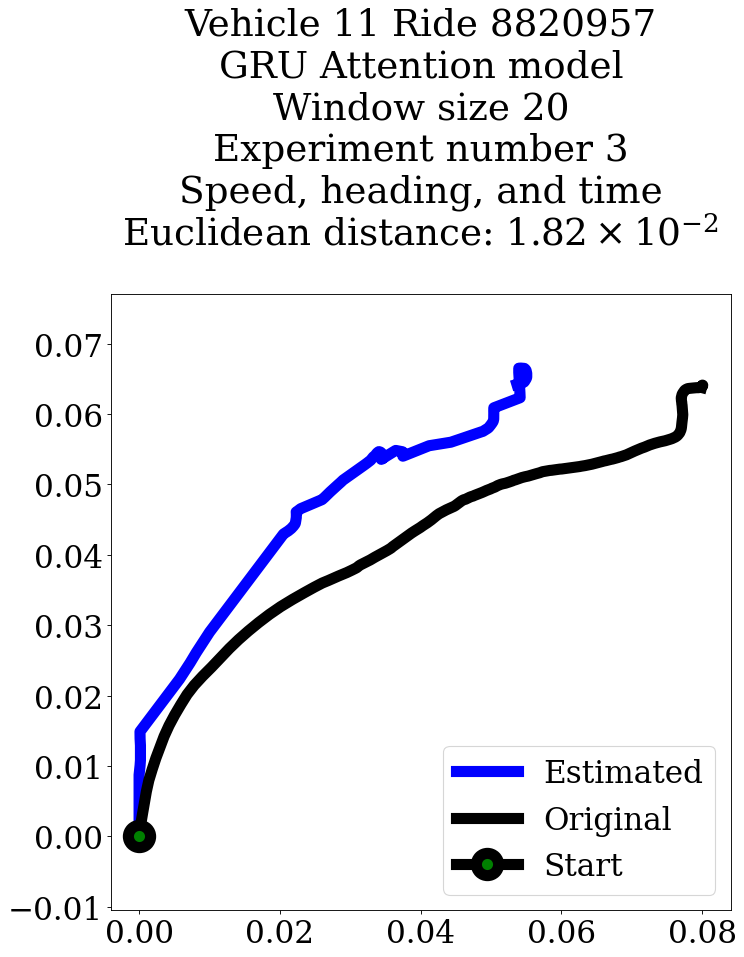 Vehicle 11 Ride 8820957
GRU Attention model
Window size 20
Experiment number 3
Speed, heading, and time
Euclidean distance: 1.82 × 10⁻²
0.07
0.06
0.05
0.04
0.03
0.02
0.01
0.00
−0.01
Estimated
Original
Start
0.00 0.02 0.04 0.06 0.08